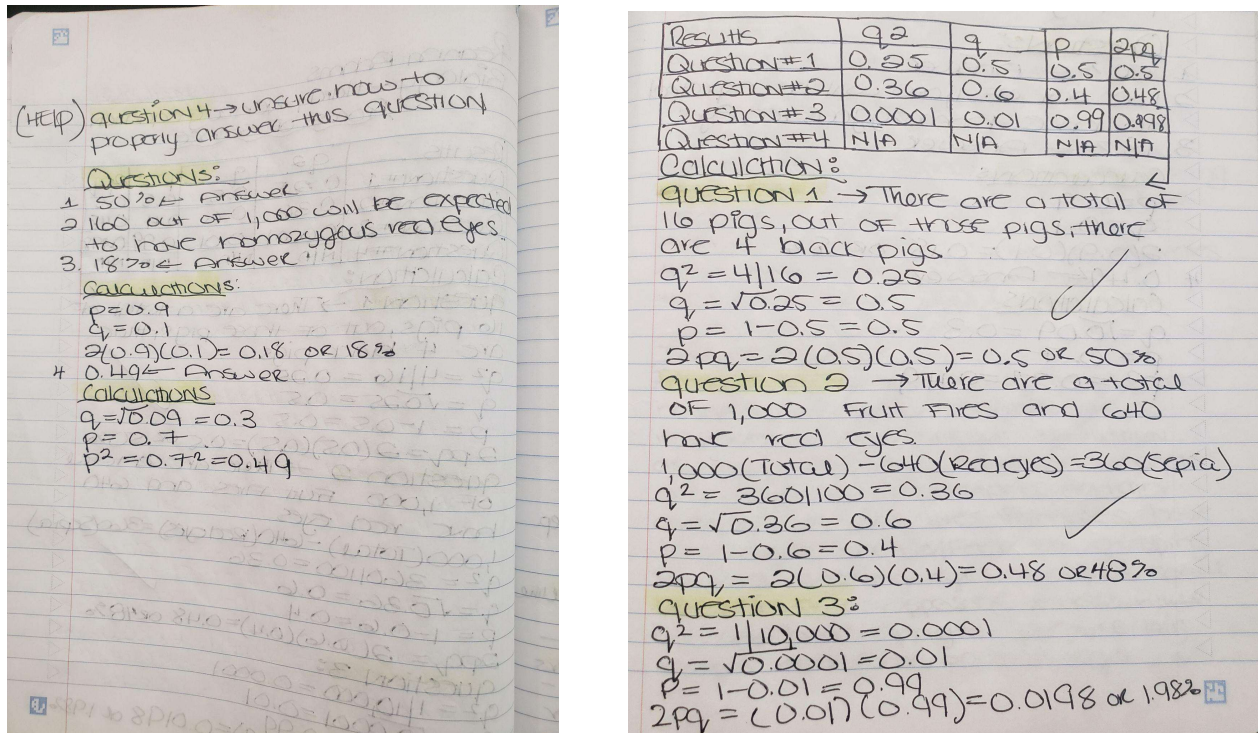 (HELP) question 4 → unsure how to
properly answer this question
Questions:
1 50% ← Answer
2 160 out of 1,000 will be expected
to have homozygous red eyes.
3. 18% ← Answer
Calculations:
p=0.9
q=0.1
2(0.9)(0.1)=0.18 OR 18%
4 0.49 ← Answer
Calculations
q=√0.09 = 0.3
p= 0.7
p² = 0.7² = 0.49
Results q2 q p 2pq
Question#1 0.25 0.5 0.5 0.5
Question#2 0.36 0.6 0.4 0.48
Question #3 0.0001 0.01 0.99 0.198
Question #4 N/A N/A N/A N/A
Calculation:
question 1 → There are a total of
16 pigs, out of those pigs, there
are 4 black pigs
q² = 4/16 = 0.25
q = √0.25 = 0.5
p = 1-0.5 = 0.5
2pq = 2(0.5)(0.5) = 0.5 OR 50%
question 2 → There are a total
OF 1,000 Fruit Flies and 640
have red eyes.
1,000 (Total) - 640 (Red eyes) = 360 (Sepia)
q² = 360/100 = 0.36
q = √0.36 = 0.6
p = 1-0.6 = 0.4
2pq = 2(0.6)(0.4) = 0.48 OR 48%
question 3:
q² = 1/10,000 = 0.0001
q = √0.0001 = 0.01
p = 1-0.01 = 0.99
2pq = (0.01)(0.99) = 0.0198 OR 1.98%